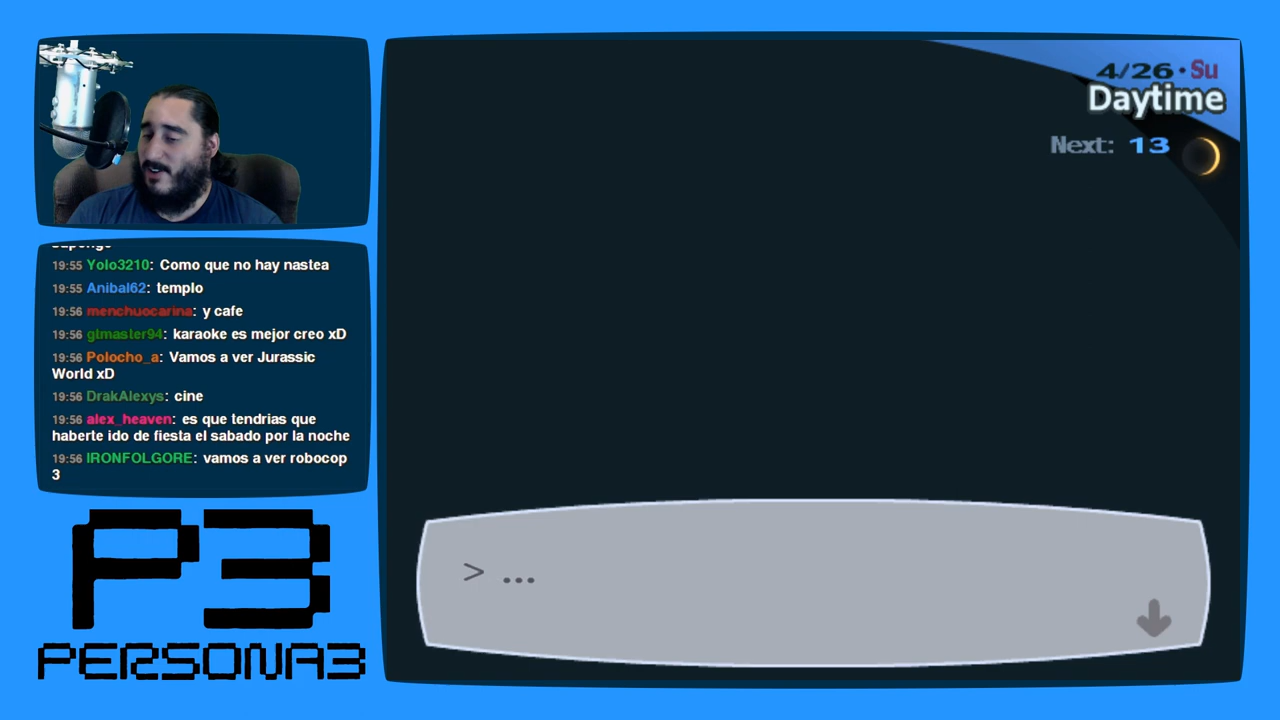 4/26・Su
Daytime
Next: 13
19:55 Yolo3210: Como que no hay nastea
19:55 Anibal62: templo
19:56 menchuocarina: y cafe
19:56 gtmaster94: karaoke es mejor creo xD
19:56 Polocho_a: Vamos a ver Jurassic
World xD
19:56 DrakAlexys: cine
19:56 alex_heaven: es que tendrias que
haberte ido de fiesta el sabado por la noche
19:56 IRONFOLGORE: vamos a ver robocop
3
> ...
P3
PERSONA3